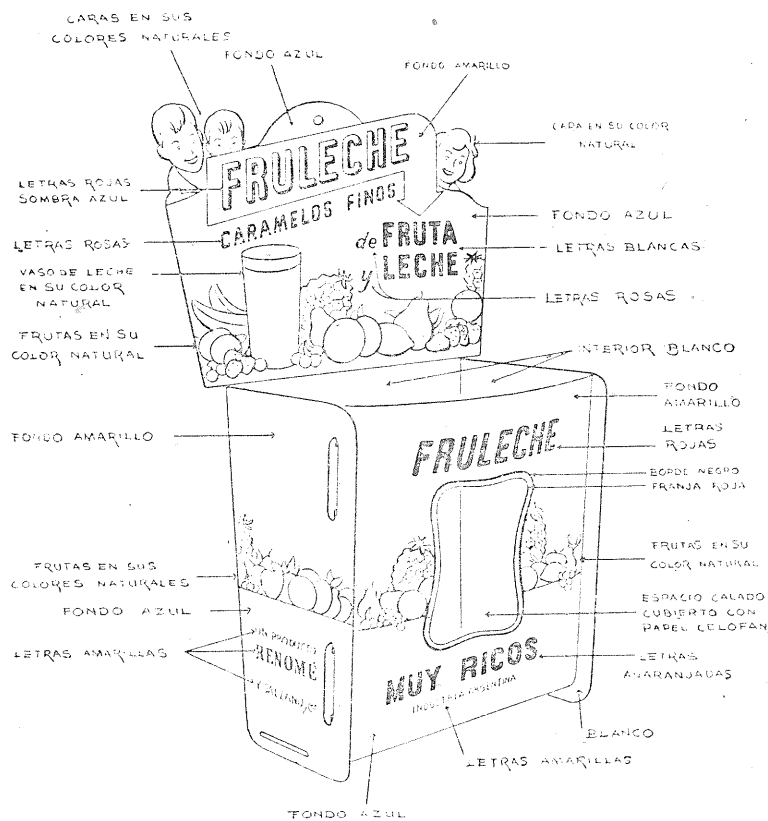 CARAS EN SUS
COLORES NATURALES
FONDO AZUL
FONDO AMARILLO
CARA EN SU COLOR
NATURAL
LETRAS ROJAS
SOMBRA AZUL
FRULECHE
CARAMELOS FINOS
de FRUTA
y LECHE
FONDO AZUL
LETRAS BLANCAS
LETRAS ROSAS
LETRAS ROSAS
VASO DE LECHE
EN SU COLOR
NATURAL
FRUTAS EN SU
COLOR NATURAL
INTERIOR BLANCO
FONDO
AMARILLO
FONDO AMARILLO
FRULECHE
LETRAS
ROJAS
BORDE NEGRO
FRANJA ROJA
FRUTAS EN SU
COLOR NATURAL
FRUTAS EN SUS
COLORES NATURALES
FONDO AZUL
ESPACIO CALADO
CUBIERTO CON
PAPEL CELOFAN
LETRAS AMARILLAS
UN PRODUCTO
RENOMÉ
MUY RICOS
INDUSTRIA ARGENTINA
LETRAS
ANARANJADAS
BLANCO
LETRAS AMARILLAS
FONDO AZUL